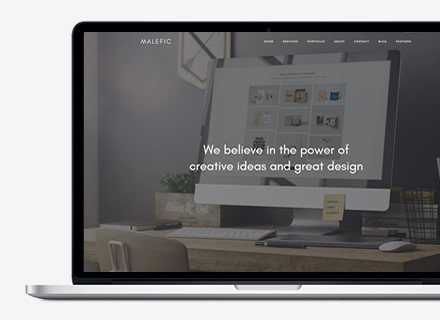 MALEFIC
HOME SERVICES PORTFOLIO ABOUT CONTACT BLOG FEATURES
We believe in the power of
creative ideas and great design